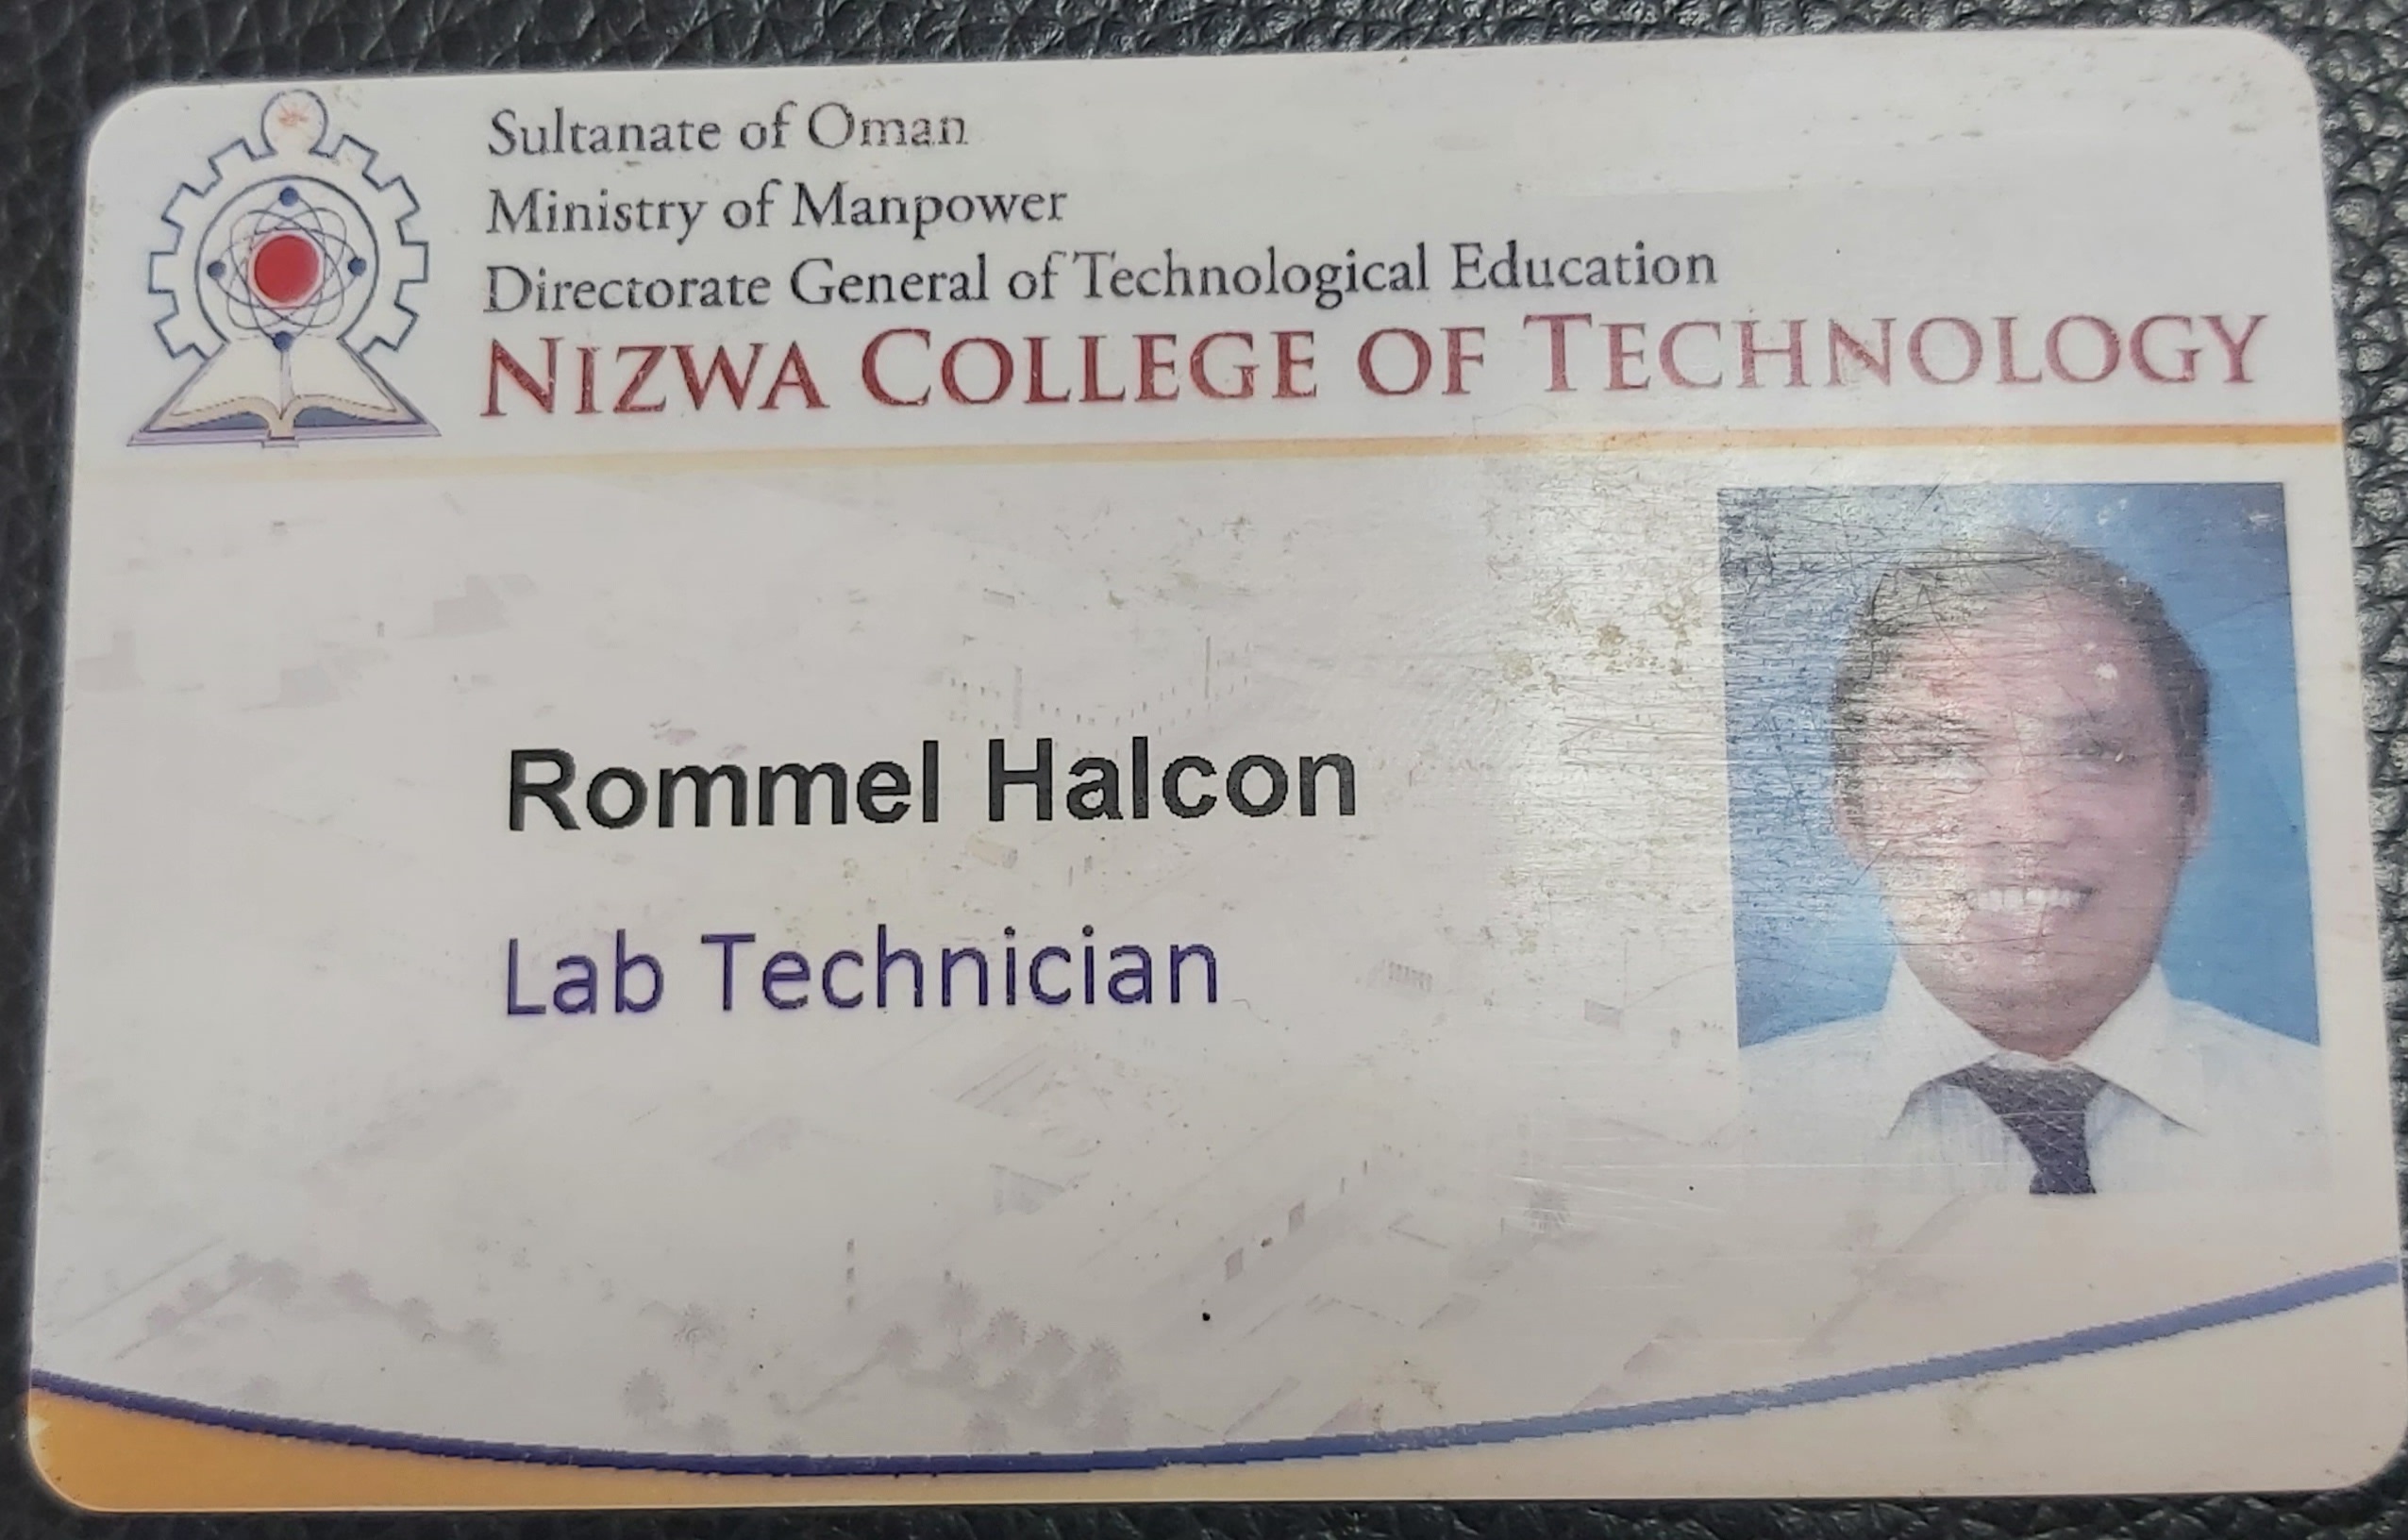 Sultanate of Oman
Ministry of Manpower
Directorate General of Technological Education
NIZWA COLLEGE OF TECHNOLOGY
Rommel Halcon
Lab Technician